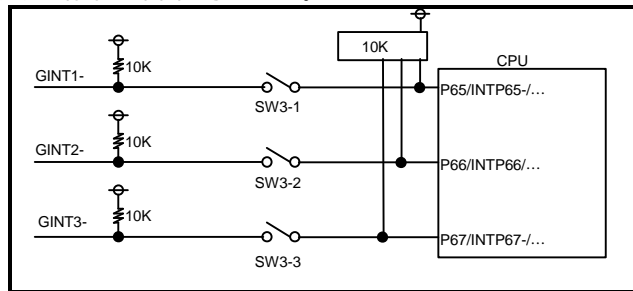 10K
CPU
10K
GINT1-
P65/INTP65-/…
SW3-1
10K
GINT2-
P66/INTP66/…
SW3-2
10K
GINT3-
P67/INTP67-/…
SW3-3